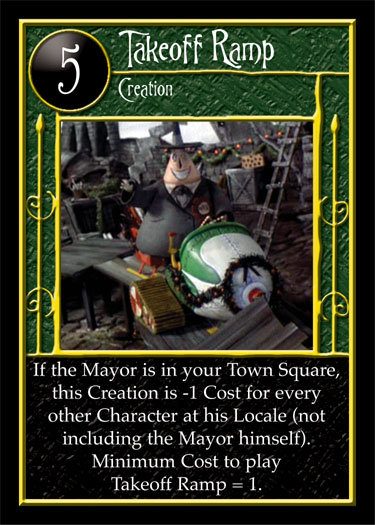 5
Takeoff Ramp
Creation
If the Mayor is in your Town Square,
this Creation is -1 Cost for every
other Character at his Locale (not
including the Mayor himself).
Minimum Cost to play
Takeoff Ramp = 1.